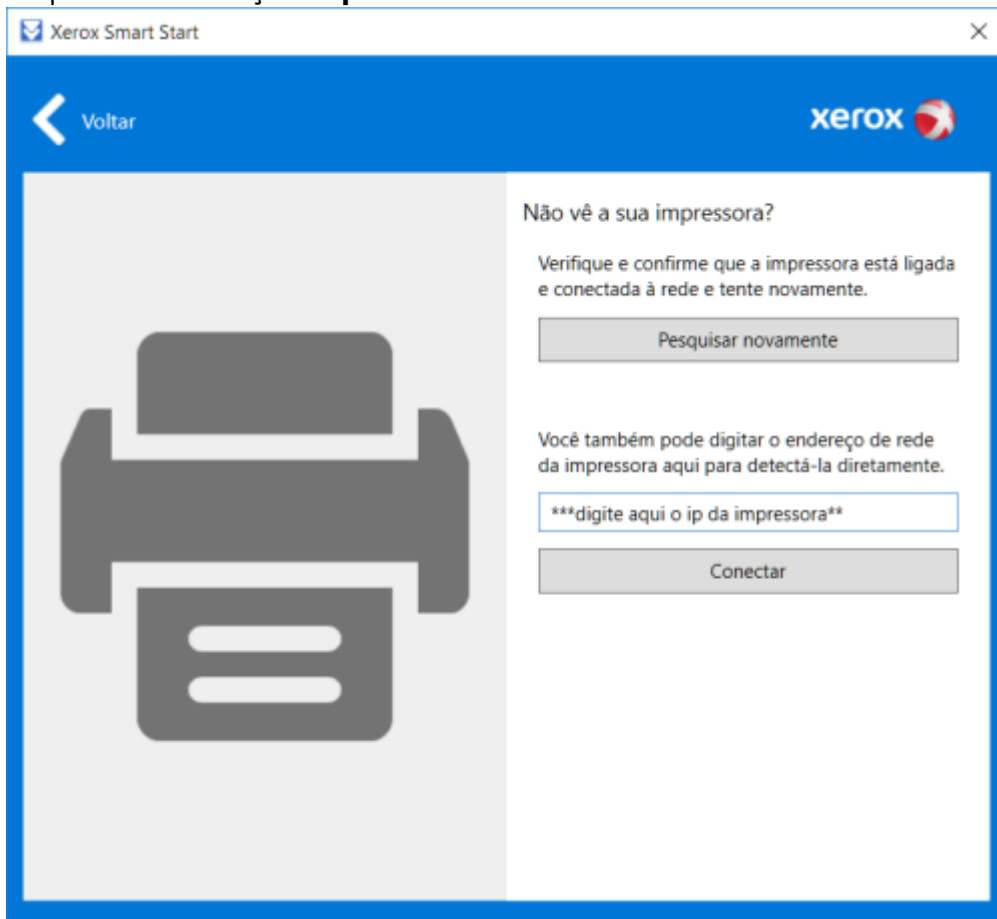 Xerox Smart Start
Voltar
xerox
Não vê a sua impressora?
Verifique e confirme que a impressora está ligada
e conectada à rede e tente novamente.
Pesquisar novamente
Você também pode digitar o endereço de rede
da impressora aqui para detectá-la diretamente.
***digite aqui o ip da impressora**
Conectar